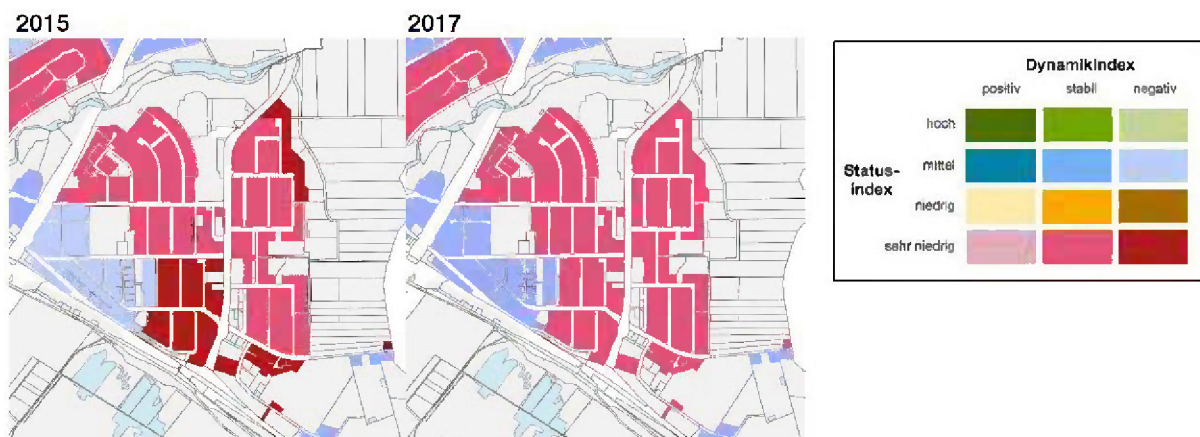 2015
2017
Dynamikindex
positiv stabil negativ
hoch
mittel
Status-
index
niedrig
sehr niedrig